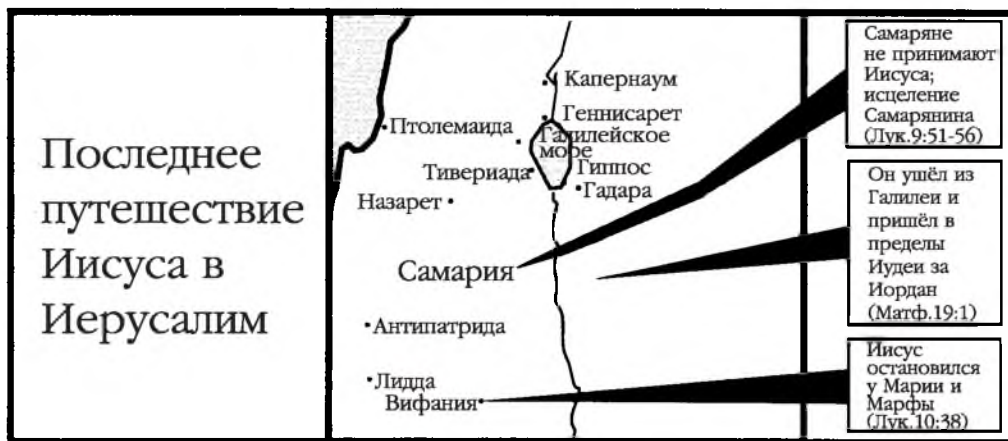 Последнее
путешествие
Иисуса в
Иерусалим
Капернаум
Геннисарет
Птолемаида
Галилейское
море
Тивериада
Гиппос
Гадара
Назарет
Самария
Антипатрида
Лидда
Вифания
Самаряне
не принимают
Иисуса;
исцеление
Самарянина
(Лук.9:51-56)
Он ушёл из
Галилеи и
пришёл в
пределы
Иудеи за
Иордан
(Матф.19:1)
Иисус
остановился
у Марии и
Марфы
(Лук.10:38)